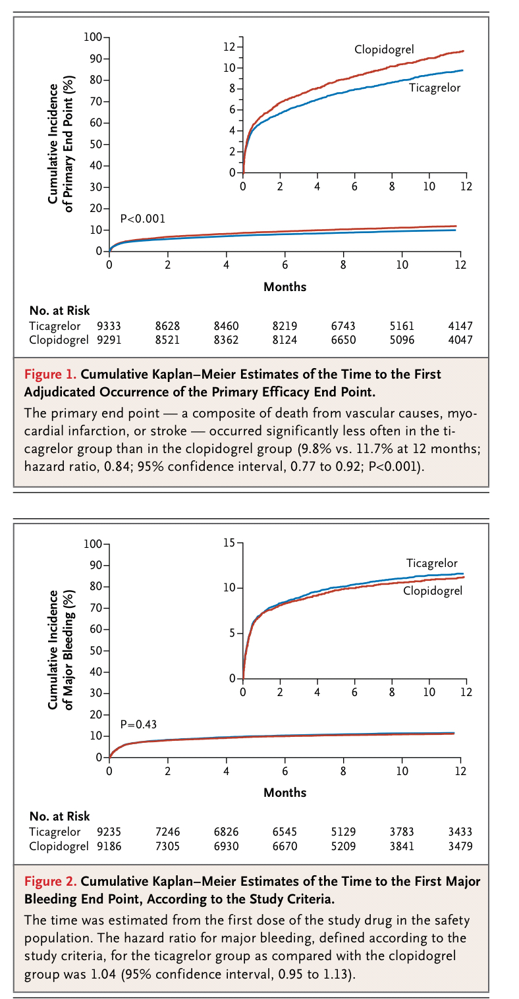 100
90
80
70
60
50
40
30
20
10
0
Cumulative Incidence
of Primary End Point (%)
12
10
8
6
4
2
0
Clopidogrel
Ticagrelor
0 2 4 6 8 10 12
P<0.001
0 2 4 6 8 10 12
Months
No. at Risk
Ticagrelor 9333 8628 8460 8219 6743 5161 4147
Clopidogrel 9291 8521 8362 8124 6650 5096 4047
Figure 1. Cumulative Kaplan–Meier Estimates of the Time to the First
Adjudicated Occurrence of the Primary Efficacy End Point.
The primary end point — a composite of death from vascular causes, myo-
cardial infarction, or stroke — occurred significantly less often in the ti-
cagrelor group than in the clopidogrel group (9.8% vs. 11.7% at 12 months;
hazard ratio, 0.84; 95% confidence interval, 0.77 to 0.92; P<0.001).
100
90
80
70
60
50
40
30
20
10
0
Cumulative Incidence
of Major Bleeding (%)
15
10
5
0
Ticagrelor
Clopidogrel
0 2 4 6 8 10 12
P=0.43
0 2 4 6 8 10 12
Months
No. at Risk
Ticagrelor 9235 7246 6826 6545 5129 3783 3433
Clopidogrel 9186 7305 6930 6670 5209 3841 3479
Figure 2. Cumulative Kaplan–Meier Estimates of the Time to the First Major
Bleeding End Point, According to the Study Criteria.
The time was estimated from the first dose of the study drug in the safety
population. The hazard ratio for major bleeding, defined according to the
study criteria, for the ticagrelor group as compared with the clopidogrel
group was 1.04 (95% confidence interval, 0.95 to 1.13).